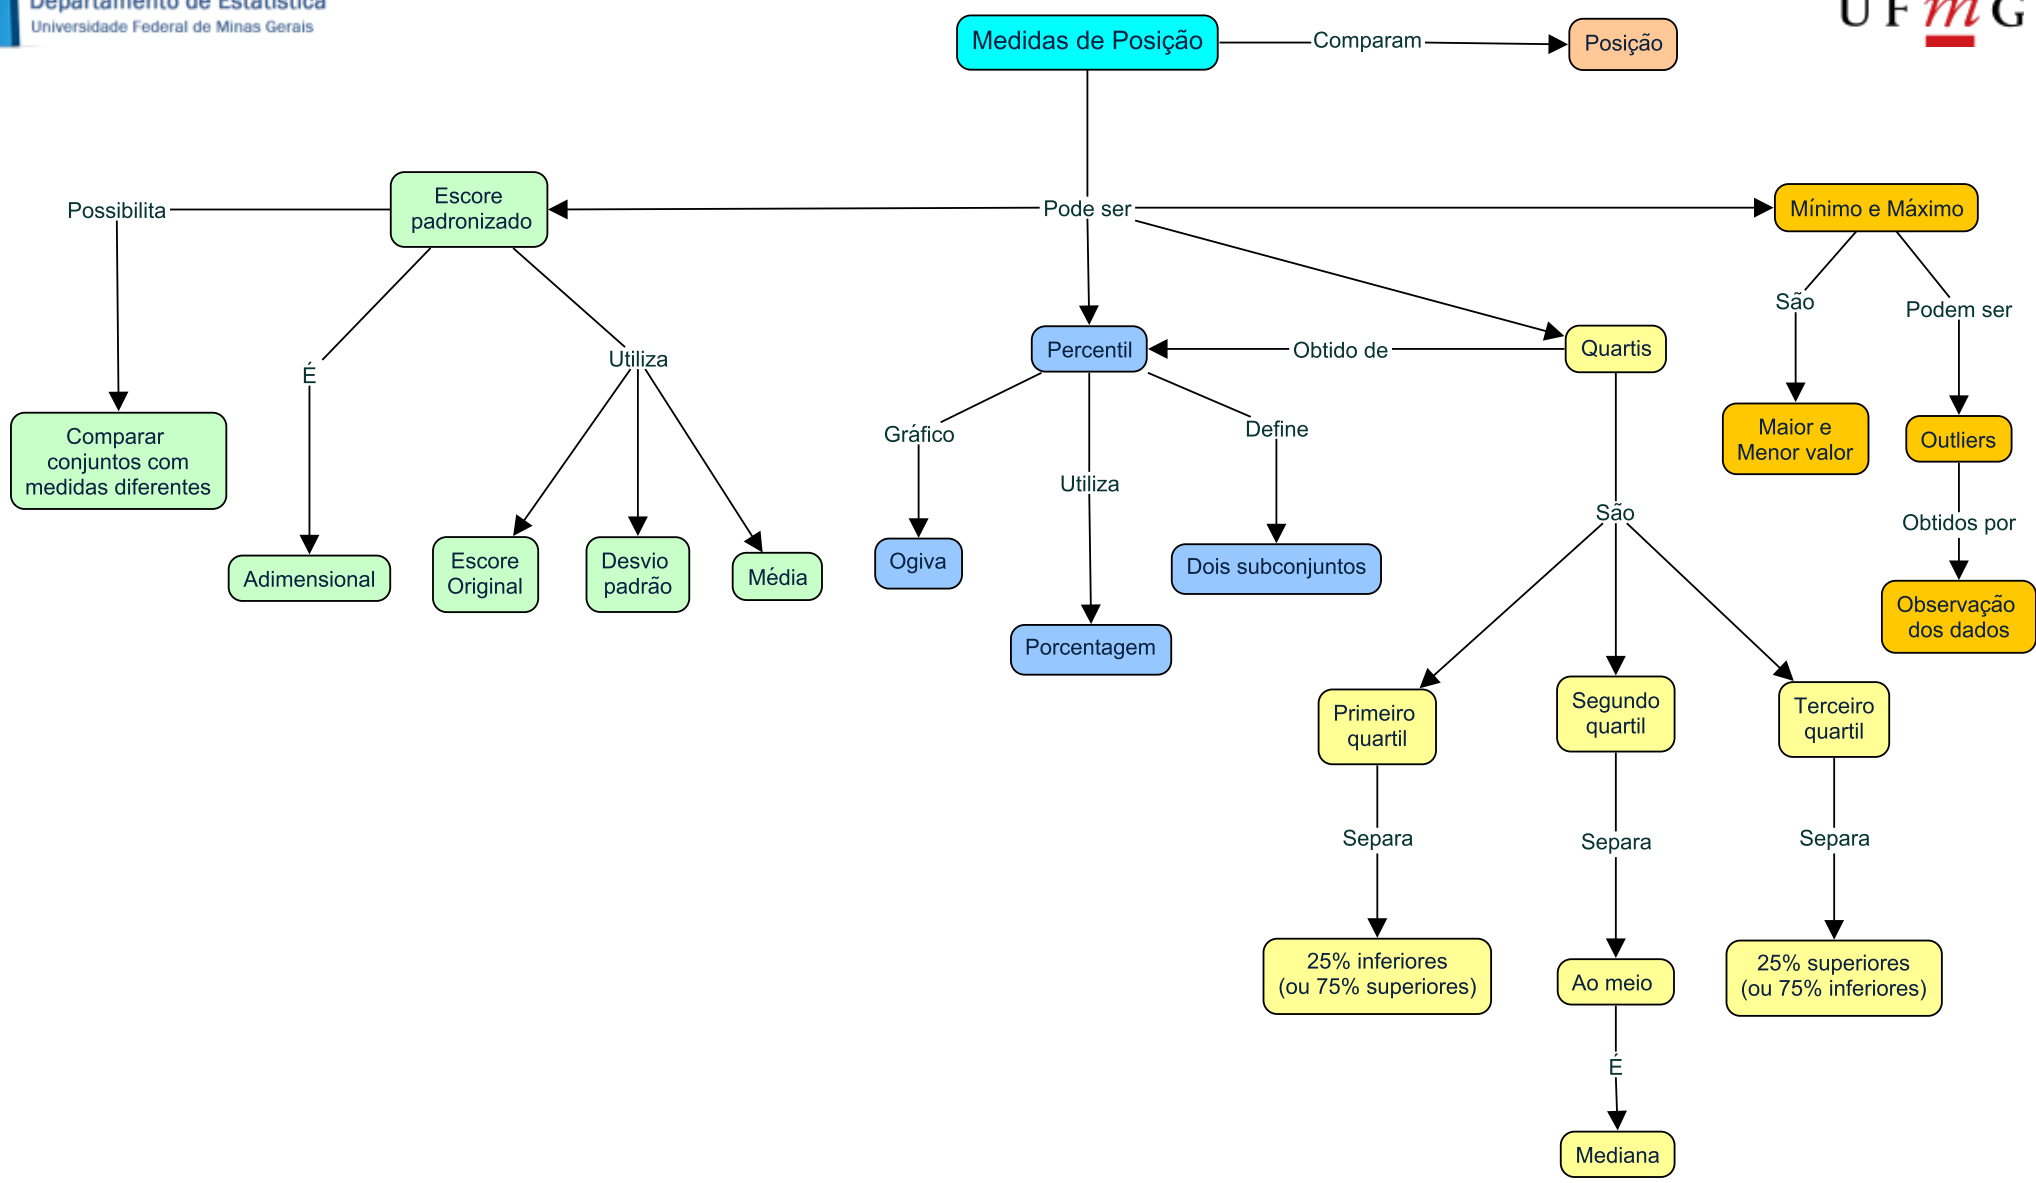 Departamento de Estatística
Universidade Federal de Minas Gerais
UFmG
Medidas de Posição
Comparam
Posição
Possibilita
Escore
padronizado
Pode ser
Mínimo e Máximo
São
Podem ser
É
Utiliza
Percentil
Obtido de
Quartis
Comparar
conjuntos com
medidas diferentes
Gráfico
Utiliza
Define
Maior e
Menor valor
Outliers
Obtidos por
São
Adimensional
Escore
Original
Desvio
padrão
Média
Ogiva
Dois subconjuntos
Porcentagem
Observação
dos dados
Primeiro
quartil
Segundo
quartil
Terceiro
quartil
Separa
Separa
Separa
25% inferiores
(ou 75% superiores)
Ao meio
25% superiores
(ou 75% inferiores)
É
Mediana